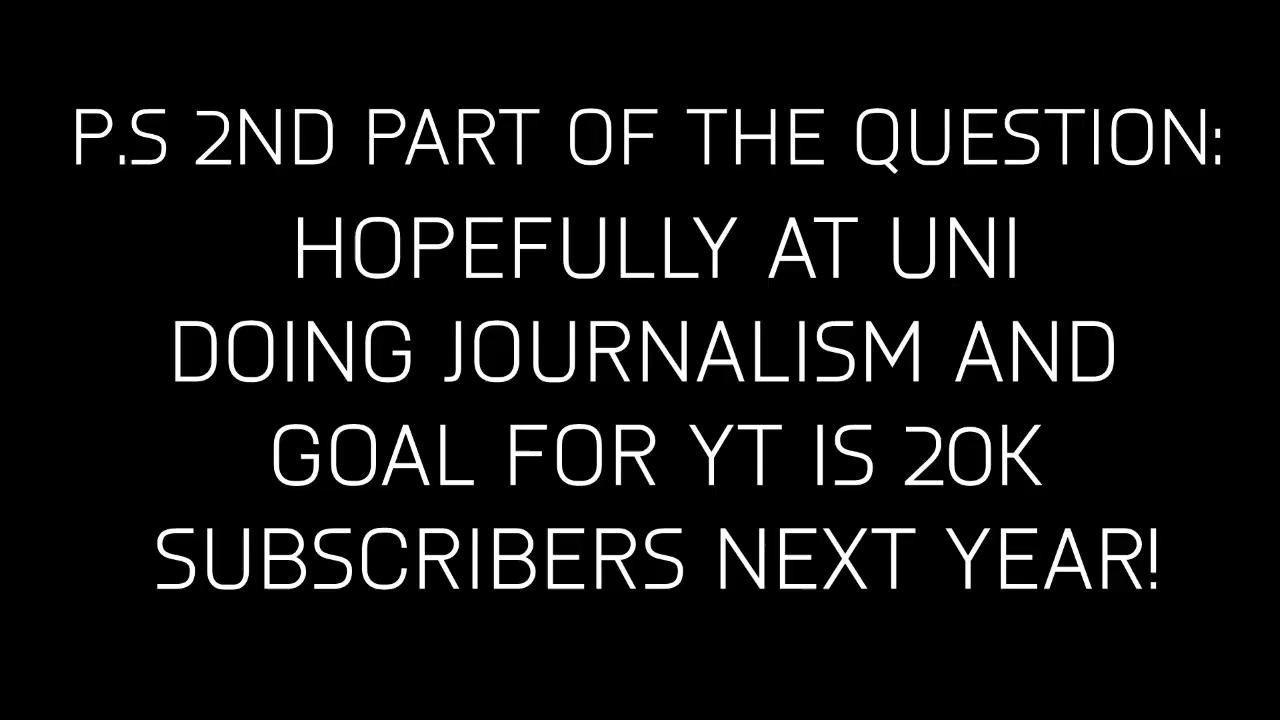 P.S 2ND PART OF THE QUESTION:
HOPEFULLY AT UNI
DOING JOURNALISM AND
GOAL FOR YT IS 20K
SUBSCRIBERS NEXT YEAR!